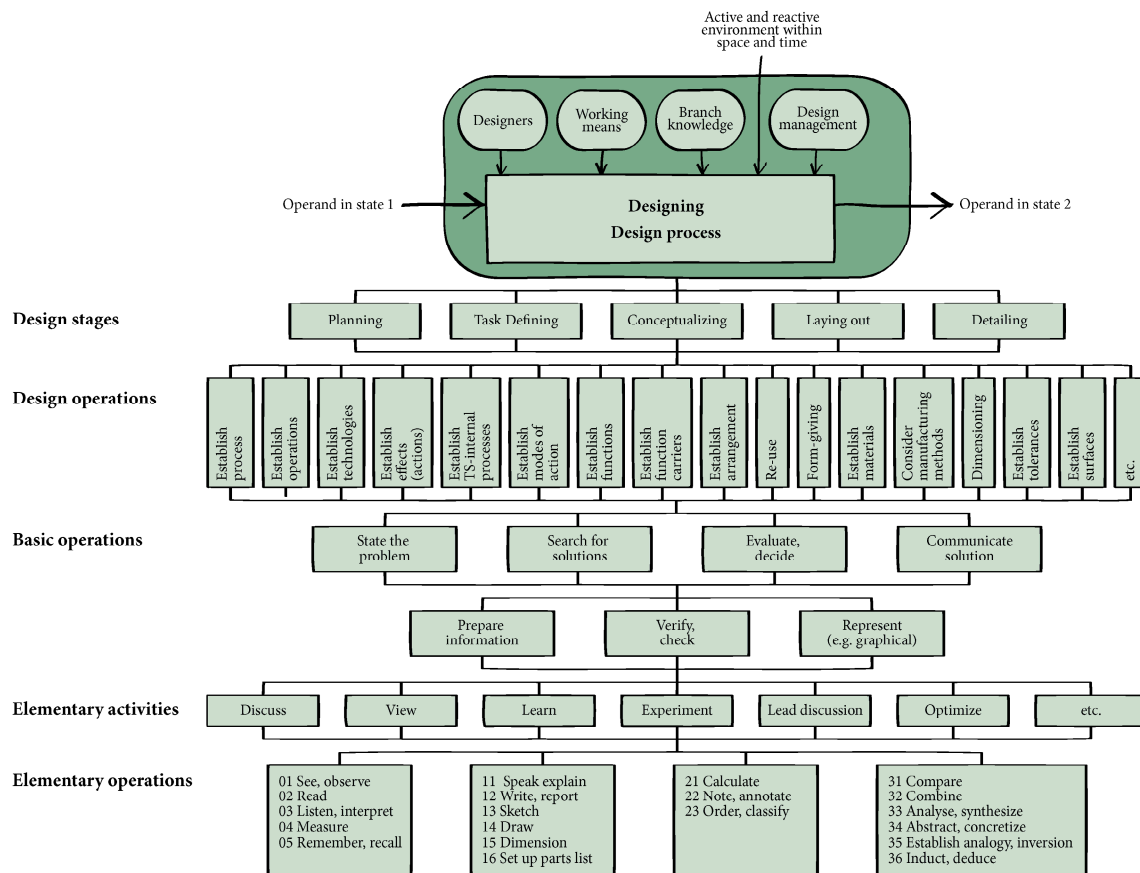 Active and reactive
environment within
space and time
Designers
Working
means
Branch
knowledge
Design
management
Operand in state 1
Designing
Design process
Operand in state 2
Design stages
Planning
Task Defining
Conceptualizing
Laying out
Detailing
Design operations
Establish
process
Establish
operations
Establish
technologies
Establish
effects
(actions)
Establish
TS-internal
processes
Establish
modes of
action
Establish
functions
Establish
function
carriers
Establish
arrangement
Re-use
Form-giving
Establish
materials
Consider
manufacturing
methods
Dimensioning
Establish
tolerances
Establish
surfaces
etc.
Basic operations
State the
problem
Search for
solutions
Evaluate,
decide
Communicate
solution
Prepare
information
Verify,
check
Represent
(e.g. graphical)
Elementary activities
Discuss
View
Learn
Experiment
Lead discussion
Optimize
etc.
Elementary operations
01 See, observe
02 Read
03 Listen, interpret
04 Measure
05 Remember, recall
11 Speak explain
12 Write, report
13 Sketch
14 Draw
15 Dimension
16 Set up parts list
21 Calculate
22 Note, annotate
23 Order, classify
31 Compare
32 Combine
33 Analyse, synthesize
34 Abstract, concretize
35 Establish analogy, inversion
36 Induct, deduce